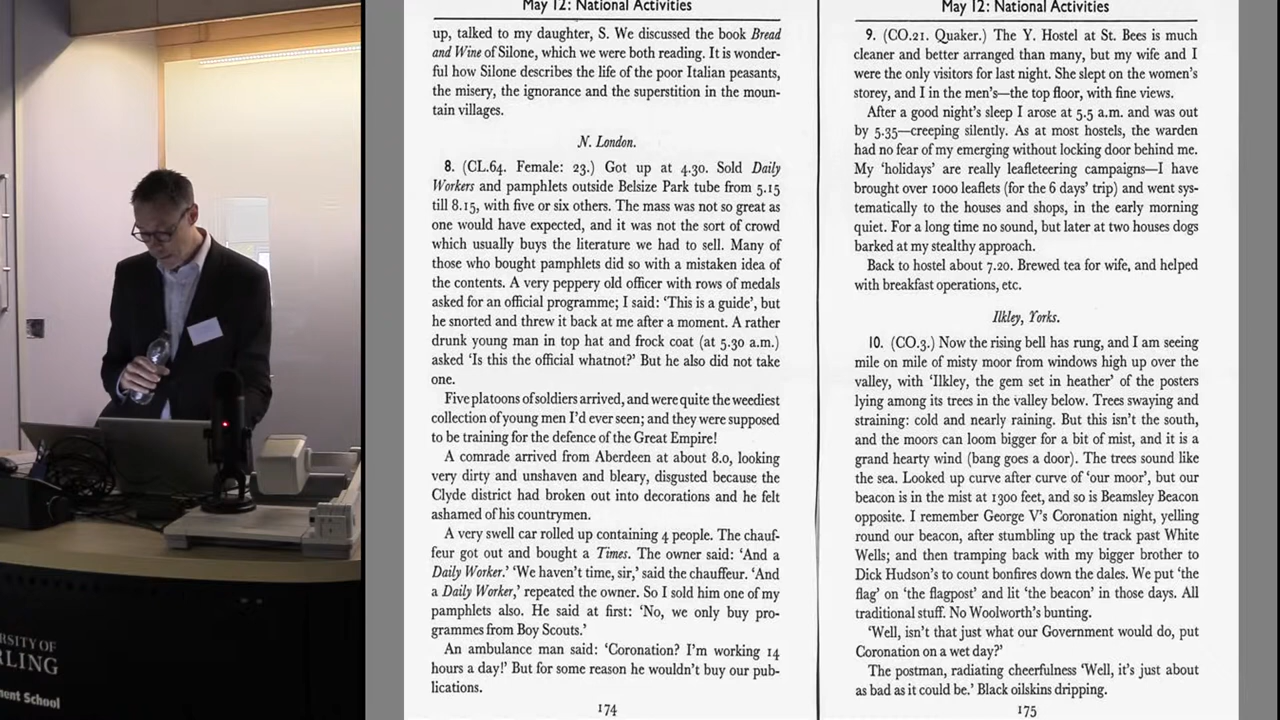 May 12: National Activities
up, talked to my daughter, S. We discussed the book Bread
and Wine of Silone, which we were both reading. It is wonder-
ful how Silone describes the life of the poor Italian peasants,
the misery, the ignorance and the superstition in the moun-
tain villages.
N. London.
8. (CL.64. Female: 23.) Got up at 4.30. Sold Daily
Workers and pamphlets outside Belsize Park tube from 5.15
till 8.15, with five or six others. The mass was not so great as
one would have expected, and it was not the sort of crowd
which usually buys the literature we had to sell. Many of
those who bought pamphlets did so with a mistaken idea of
the contents. A very peppery old officer with rows of medals
asked for an official programme; I said: ‘This is a guide’, but
he snorted and threw it back at me after a moment. A rather
drunk young man in top hat and frock coat (at 5.30 a.m.)
asked ‘Is this the official whatnot?’ But he also did not take
one.
Five platoons of soldiers arrived, and were quite the weediest
collection of young men I’d ever seen; and they were supposed
to be training for the defence of the Great Empire!
A comrade arrived from Aberdeen at about 8.0, looking
very dirty and unshaven and bleary, disgusted because the
Clyde district had broken out into decorations and he felt
ashamed of his countrymen.
A very swell car rolled up containing 4 people. The chauf-
feur got out and bought a Times. The owner said: ‘And a
Daily Worker.’ ‘We haven’t time, sir,’ said the chauffeur. ‘And
a Daily Worker,’ repeated the owner. So I sold him one of my
pamphlets also. He said at first: ‘No, we only buy pro-
grammes from Boy Scouts.’
An ambulance man said: ‘Coronation? I’m working 14
hours a day!’ But for some reason he wouldn’t buy our pub-
lications.
174
May 12: National Activities
9. (CO.21. Quaker.) The Y. Hostel at St. Bees is much
cleaner and better arranged than many, but my wife and I
were the only visitors for last night. She slept on the women’s
storey, and I in the men’s—the top floor, with fine views.
After a good night’s sleep I arose at 5.5 a.m. and was out
by 5.35—creeping silently. As at most hostels, the warden
had no fear of my emerging without locking door behind me.
My ‘holidays’ are really leafleteering campaigns—I have
brought over 1000 leaflets (for the 6 days’ trip) and went sys-
tematically to the houses and shops, in the early morning
quiet. For a long time no sound, but later at two houses dogs
barked at my stealthy approach.
Back to hostel about 7.20. Brewed tea for wife, and helped
with breakfast operations, etc.
Ilkley, Yorks.
10. (CO.3.) Now the rising bell has rung, and I am seeing
mile on mile of misty moor from windows high up over the
valley, with ‘Ilkley, the gem set in heather’ of the posters
lying among its trees in the valley below. Trees swaying and
straining: cold and nearly raining. But this isn’t the south,
and the moors can loom bigger for a bit of mist, and it is a
grand hearty wind (bang goes a door). The trees sound like
the sea. Looked up curve after curve of ‘our moor’, but our
beacon is in the mist at 1300 feet, and so is Beamsley Beacon
opposite. I remember George V’s Coronation night, yelling
round our beacon, after stumbling up the track past White
Wells; and then tramping back with my bigger brother to
Dick Hudson’s to count bonfires down the dales. We put ‘the
flag’ on ‘the flagpost’ and lit ‘the beacon’ in those days. All
traditional stuff. No Woolworth’s bunting.
‘Well, isn’t that just what our Government would do, put
Coronation on a wet day?’
The postman, radiating cheerfulness ‘Well, it’s just about
as bad as it could be.’ Black oilskins dripping.
175
RSITY OF
RLING
ment School